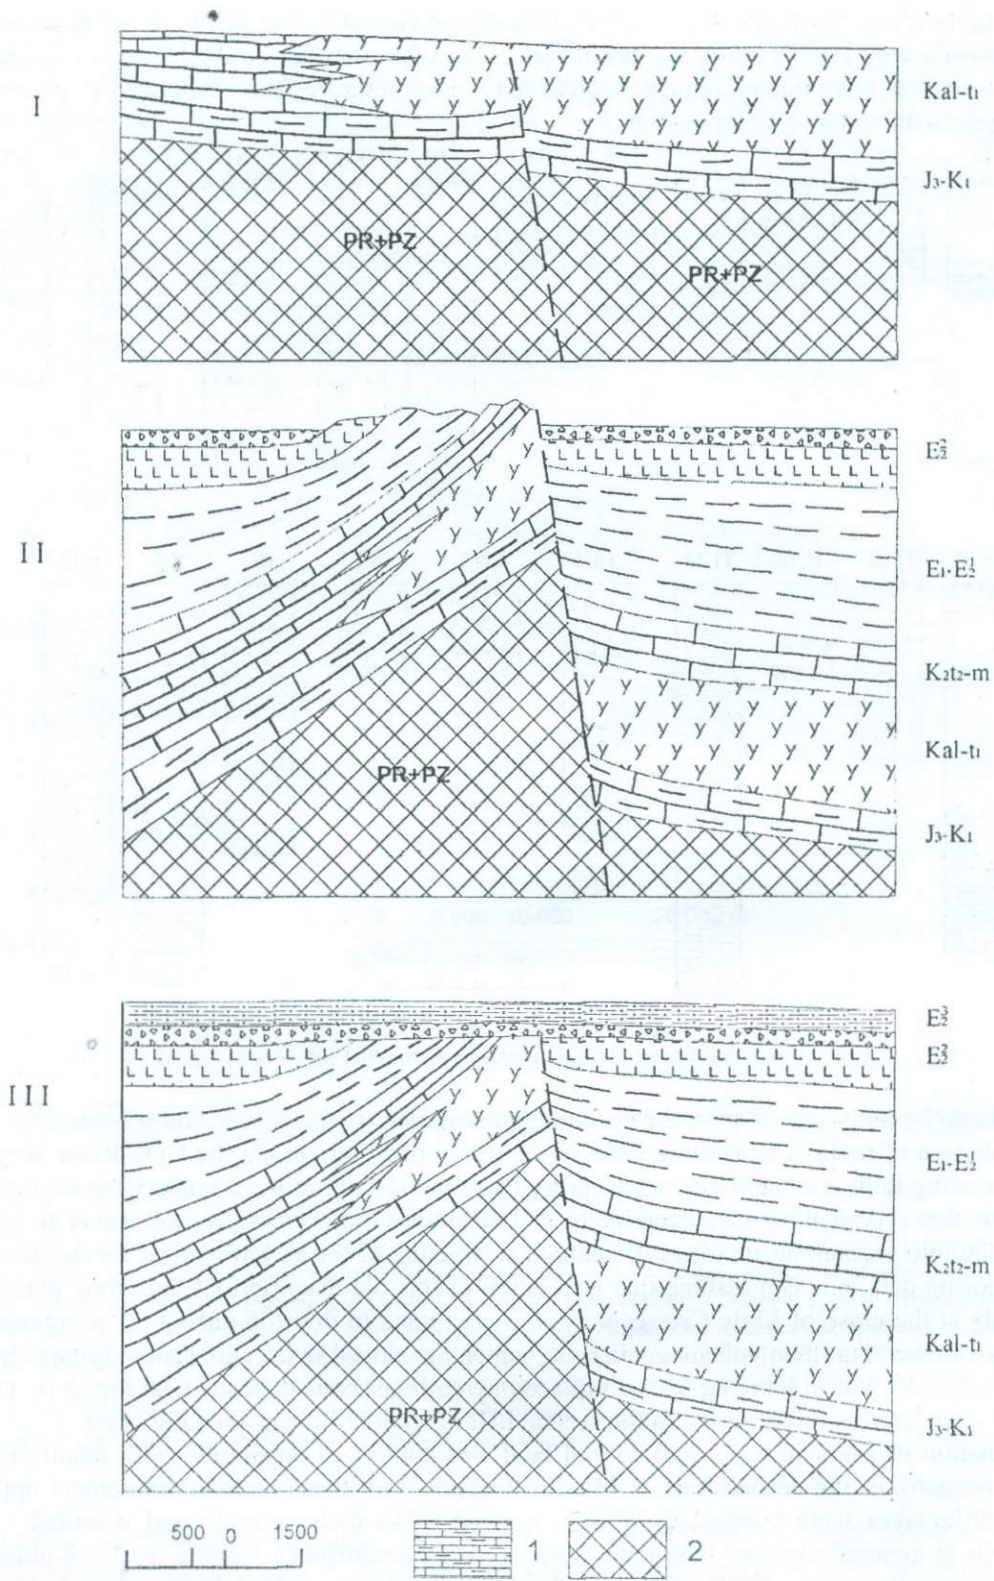 I
Kal-t₁
J₃-K₁
PR+PZ
PR+PZ
II
E₂²
E₁-E₂¹
K₂t₂-m
Kal-t₁
J₃-K₁
PR+PZ
III
E₂³
E₂²
E₁-E₂¹
K₂t₂-m
Kal-t₁
J₃-K₁
PR+PZ
500 0 1500
1
2